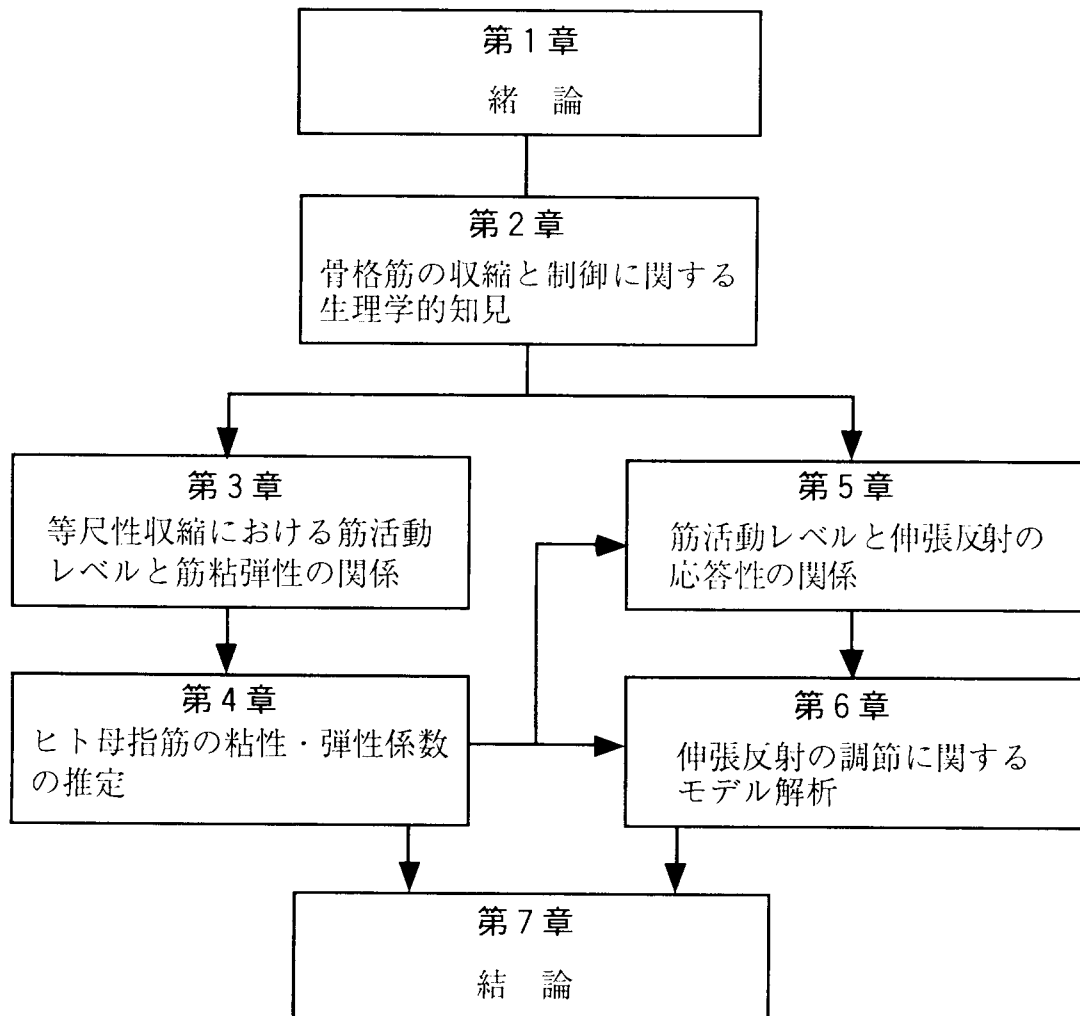 第1章
緒 論
第2章
骨格筋の収縮と制御に関する
生理学的知見
第3章
等尺性収縮における筋活動
レベルと筋粘弾性の関係
第5章
筋活動レベルと伸張反射の
応答性の関係
第4章
ヒト母指筋の粘性・弾性係数
の推定
第6章
伸張反射の調節に関する
モデル解析
第7章
結 論